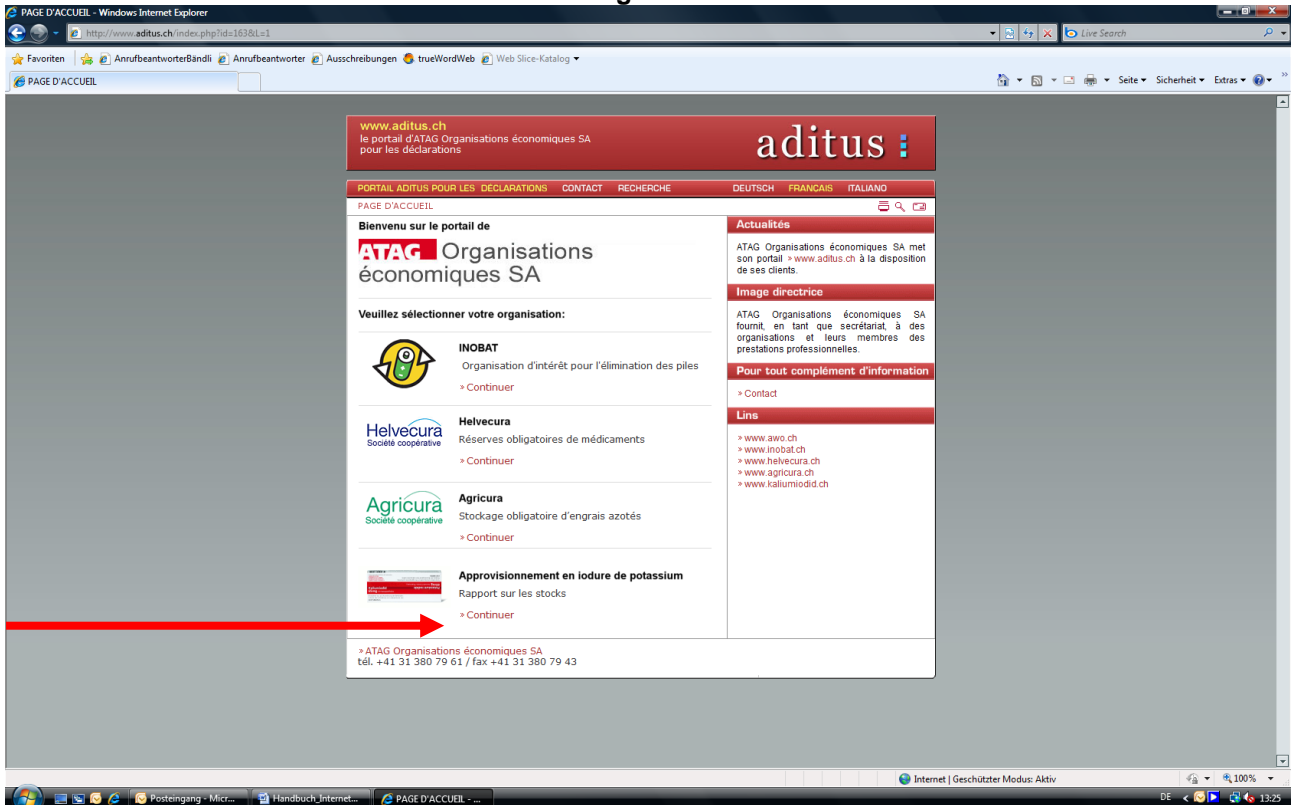 PAGE D'ACCUEIL - Windows Internet Explorer
http://www.aditus.ch/index.php?id=163&L=1
Live Search
Favoriten AnrufbeantworterBändli Anrufbeantworter Ausschreibungen trueWordWeb Web Slice-Katalog
PAGE D'ACCUEIL
Seite Sicherheit Extras
www.aditus.ch
le portail d'ATAG Organisations économiques SA
pour les déclarations
aditus
PORTAIL ADITUS POUR LES DÉCLARATIONS CONTACT RECHERCHE DEUTSCH FRANCAIS ITALIANO
PAGE D'ACCUEIL
Bienvenu sur le portail de
ATAG Organisations
économiques SA
Veuillez sélectionner votre organisation:
INOBAT
Organisation d'intérêt pour l'élimination des piles
» Continuer
Helvecura
Société coopérative
Helvecura
Réserves obligatoires de médicaments
» Continuer
Agricura
Société coopérative
Agricura
Stockage obligatoire d'engrais azotés
» Continuer
Approvisionnement en iodure de potassium
Rapport sur les stocks
» Continuer
Actualités
ATAG Organisations économiques SA met
son portail » www.aditus.ch à la disposition
de ses clients.
Image directrice
ATAG Organisations économiques SA
fournit, en tant que secrétariat, à des
organisations et leurs membres des
prestations professionnelles.
Pour tout complément d'information
» Contact
Lins
» www.awo.ch
» www.inobat.ch
» www.helvecura.ch
» www.agricura.ch
» www.kaliumiodid.ch
» ATAG Organisations économiques SA
tél. +41 31 380 79 61 / fax +41 31 380 79 43
Internet | Geschützter Modus: Aktiv 100%
Posteingang - Micr... Handbuch_Internet... PAGE D'ACCUEIL - ... DE 13:25